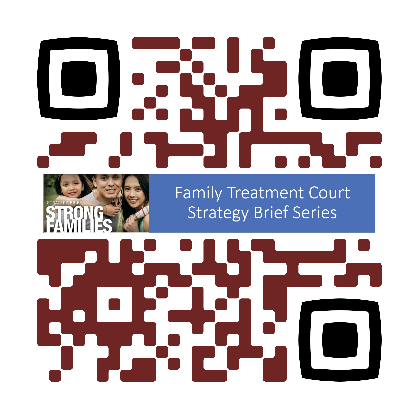 STRONG
FAMILIES
Family Treatment Court
Strategy Brief Series